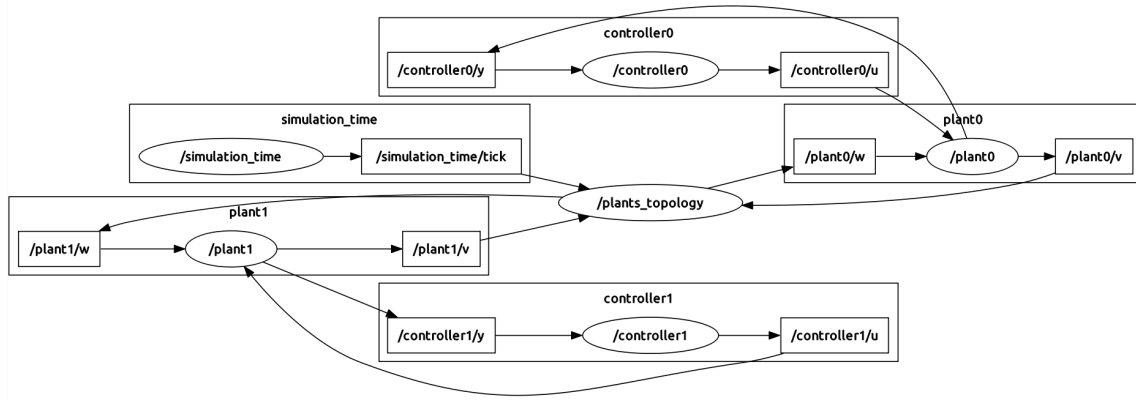 controller0
/controller0/y
/controller0
/controller0/u
simulation_time
/simulation_time
/simulation_time/tick
plant0
/plant0/w
/plant0
/plant0/v
/plants_topology
plant1
/plant1/w
/plant1
/plant1/v
controller1
/controller1/y
/controller1
/controller1/u